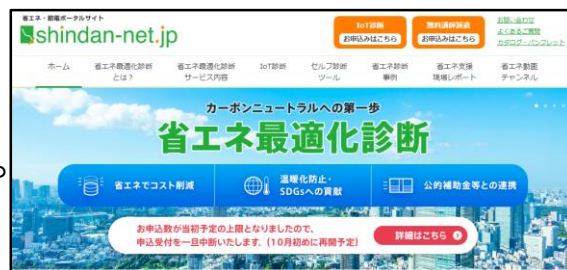 省エネ・節電ポータルサイト
shindan-net.jp
IoT診断
お申込みはこちら
無料講師派遣
お申込みはこちら
お問い合わせ
よくあるご質問
カタログ・パンフレット
ホーム
省エネ最適化診断
とは？
省エネ最適化診断
サービス内容
IoT診断
セルフ診断
ツール
省エネ診断
事例
省エネ支援
現場レポート
省エネ動画
チャンネル
カーボンニュートラルへの第一歩
省エネ最適化診断
省エネでコスト削減
温暖化防止・
SDGsへの貢献
公的補助金等との連携
お申込数が当初予定の上限となりましたので、
申込受付を一旦中断いたします。（10月初めに再開予定）
詳細はこちら